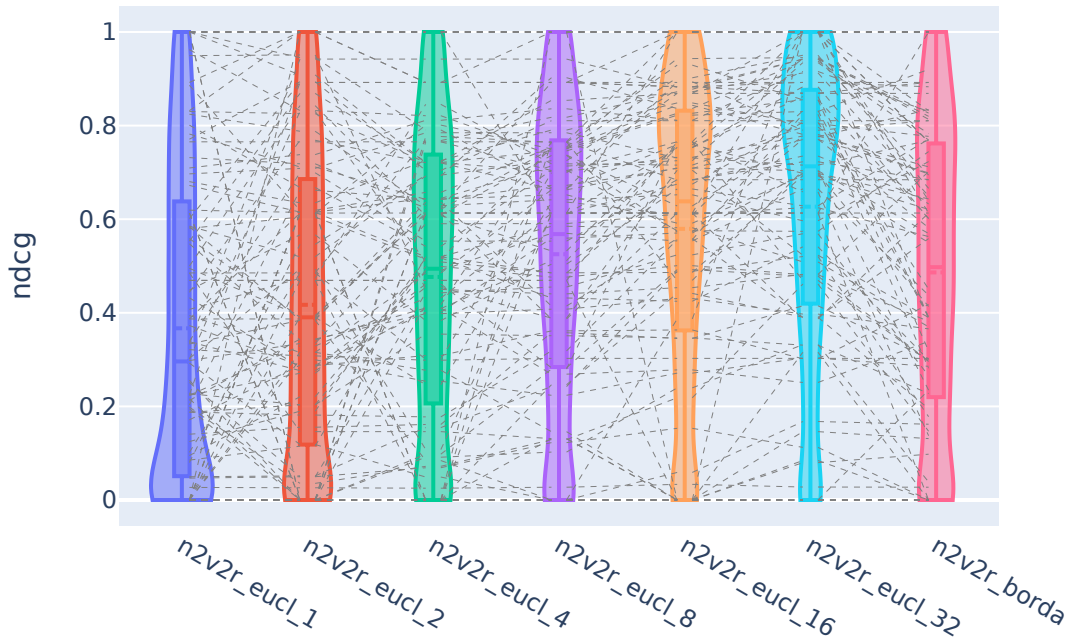 ndcg
1
0.8
0.6
0.4
0.2
0
n2v2r_eucl_1
n2v2r_eucl_2
n2v2r_eucl_4
n2v2r_eucl_8
n2v2r_eucl_16
n2v2r_eucl_32
n2v2r_borda